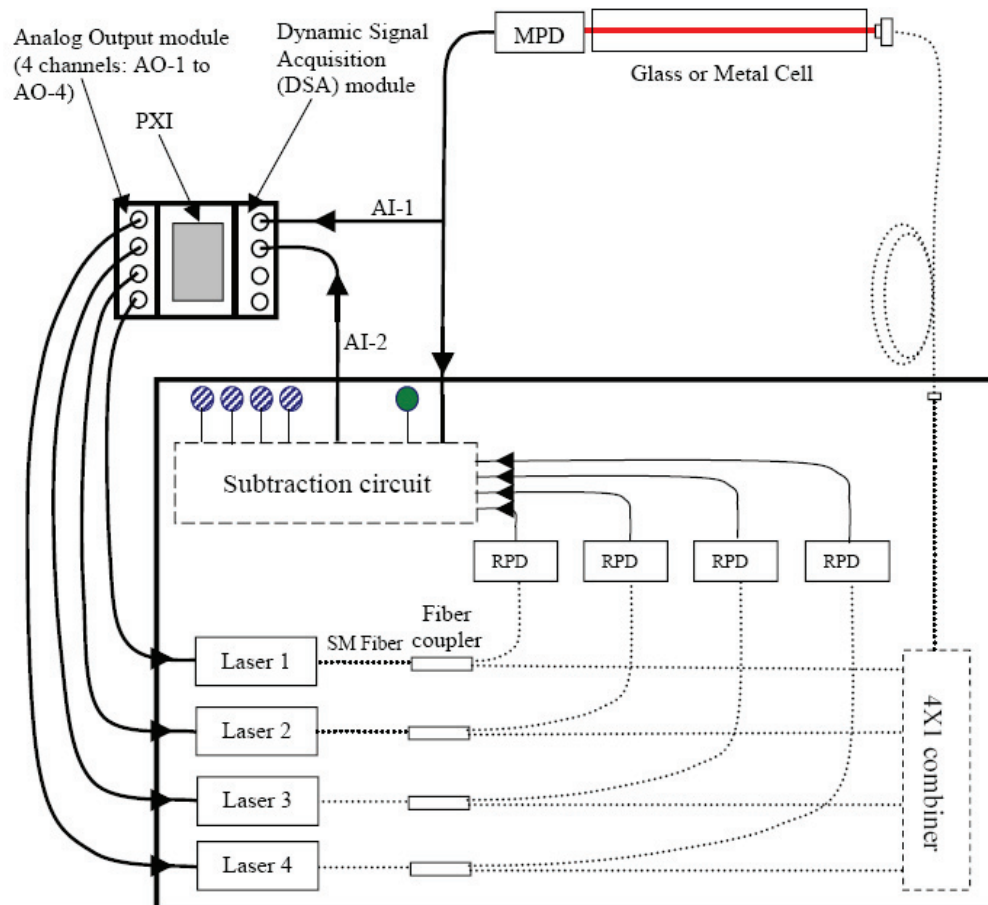 Analog Output module
(4 channels: AO-1 to
AO-4)
Dynamic Signal
Acquisition
(DSA) module
PXI
MPD
Glass or Metal Cell
AI-1
AI-2
Subtraction circuit
RPD
RPD
RPD
RPD
Fiber
coupler
SM Fiber
Laser 1
Laser 2
Laser 3
Laser 4
4X1 combiner